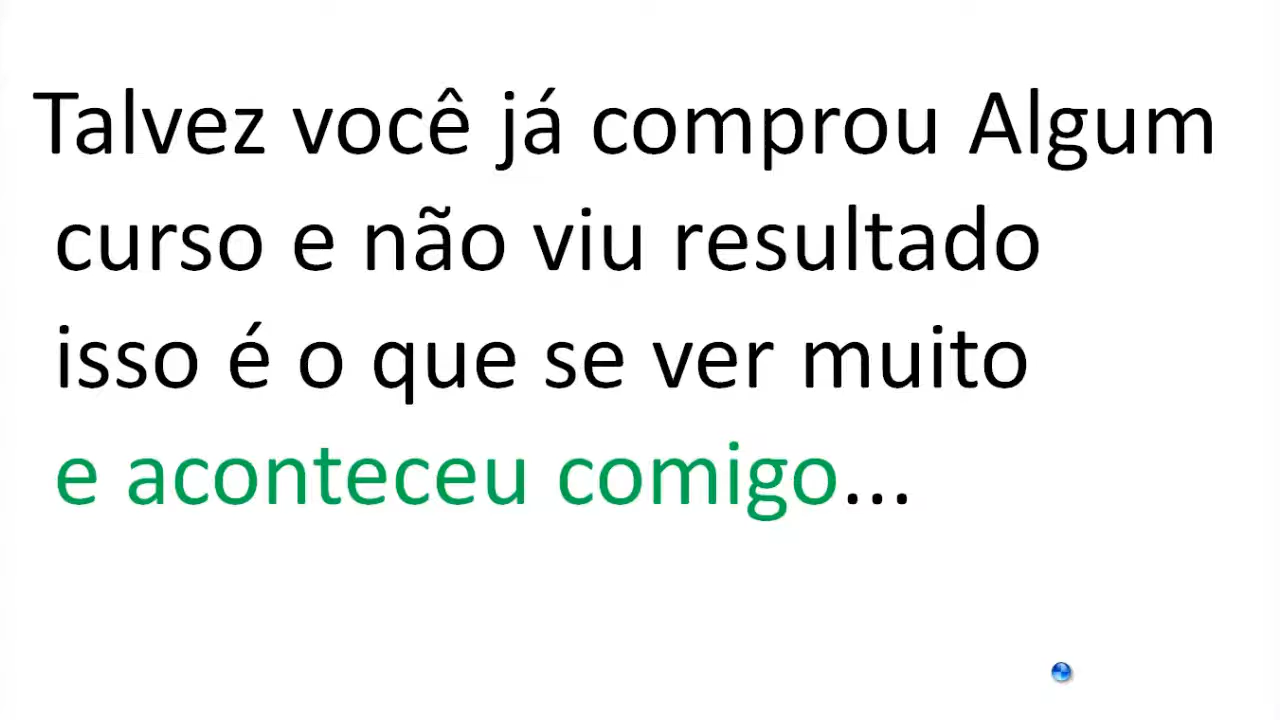 Talvez você já comprou Algum
curso e não viu resultado
isso é o que se ver muito
e aconteceu comigo...